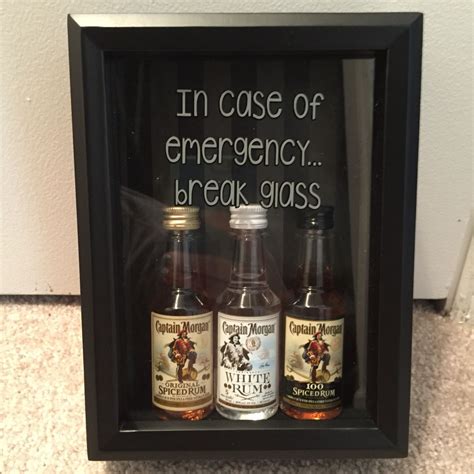 In case of
emergency...
break glass
Captain Morgan
ORIGINAL
SPICED RUM
Captain Morgan
WHITE
RUM
Captain Morgan
100
SPICED RUM